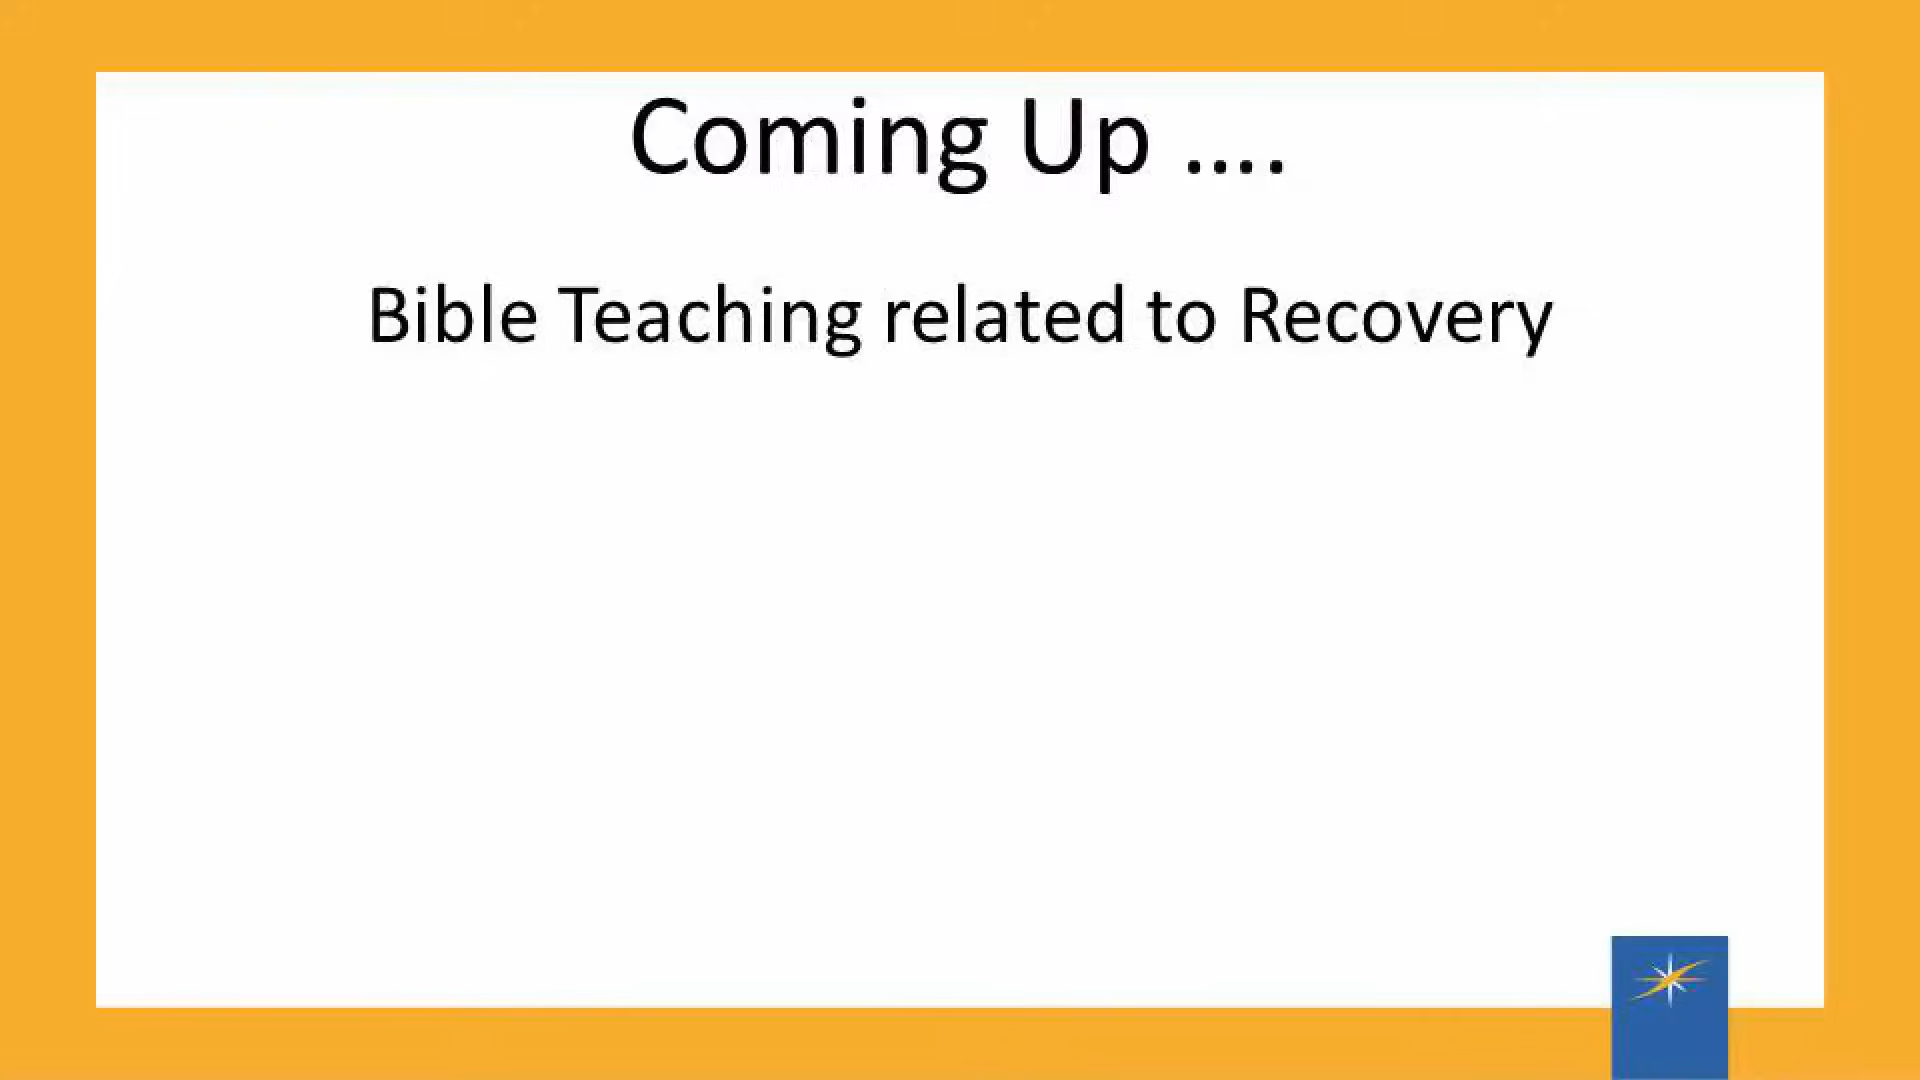 Coming Up ....
Bible Teaching related to Recovery